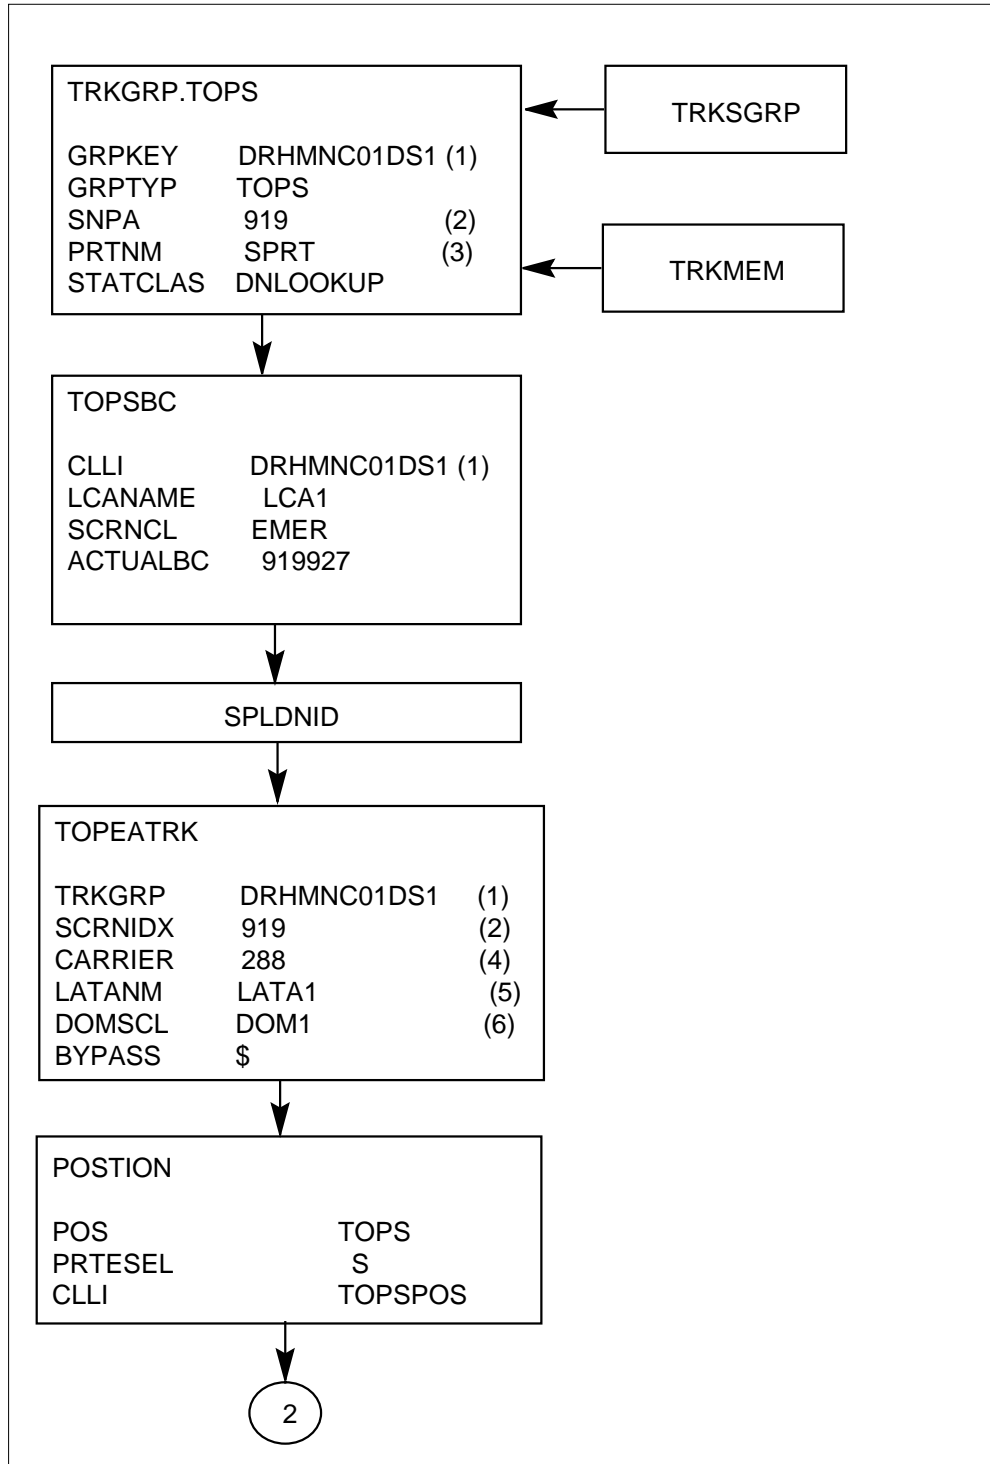 TRKGRP.TOPS
TRKSGRP
GRPKEY DRHMNC01DS1 (1)
GRPTYP TOPS
SNPA 919 (2)
PRTNM SPRT (3)
STATCLAS DNLOOKUP
TRKMEM
TOPSBC
CLLI DRHMNC01DS1 (1)
LCANAME LCA1
SCRNCL EMER
ACTUALBC 919927
SPLDNID
TOPEATRK
TRKGRP DRHMNC01DS1 (1)
SCRNIDX 919 (2)
CARRIER 288 (4)
LATANM LATA1 (5)
DOMSCL DOM1 (6)
BYPASS $
POSTION
POS TOPS
PRTESEL S
CLLI TOPSPOS
2